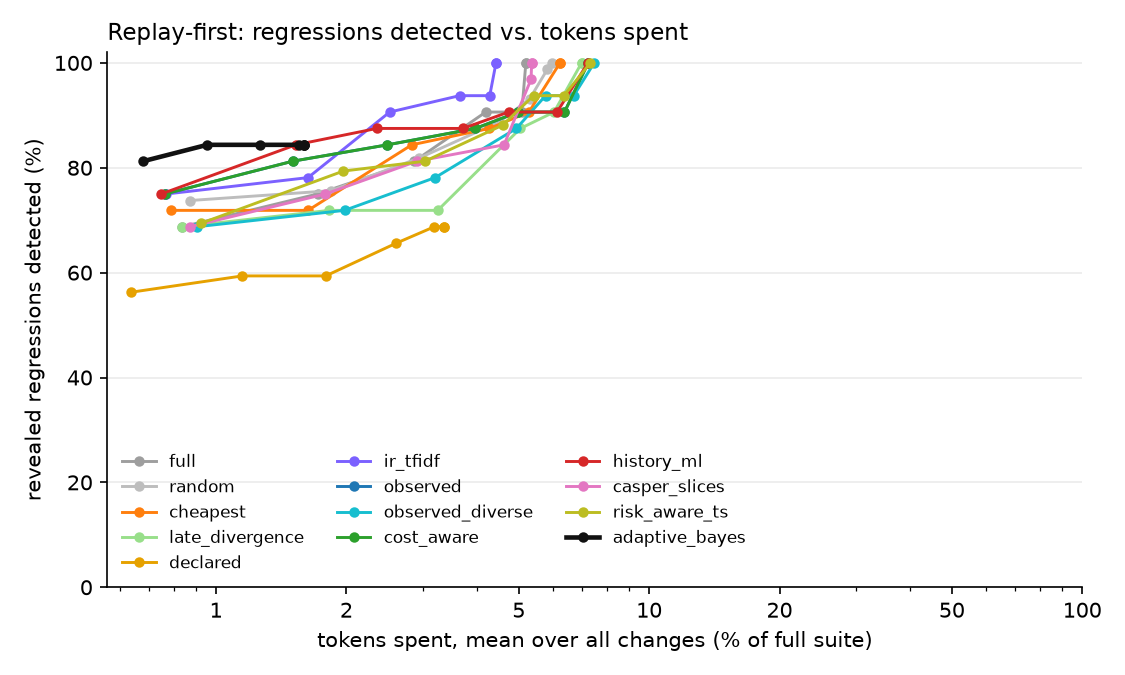 Replay-first: regressions detected vs. tokens spent
revealed regressions detected (%)
100
80
60
40
20
0
full
random
cheapest
late_divergence
declared
ir_tfidf
observed
observed_diverse
cost_aware
history_ml
casper_slices
risk_aware_ts
adaptive_bayes
1 2 5 10 20 50 100
tokens spent, mean over all changes (% of full suite)